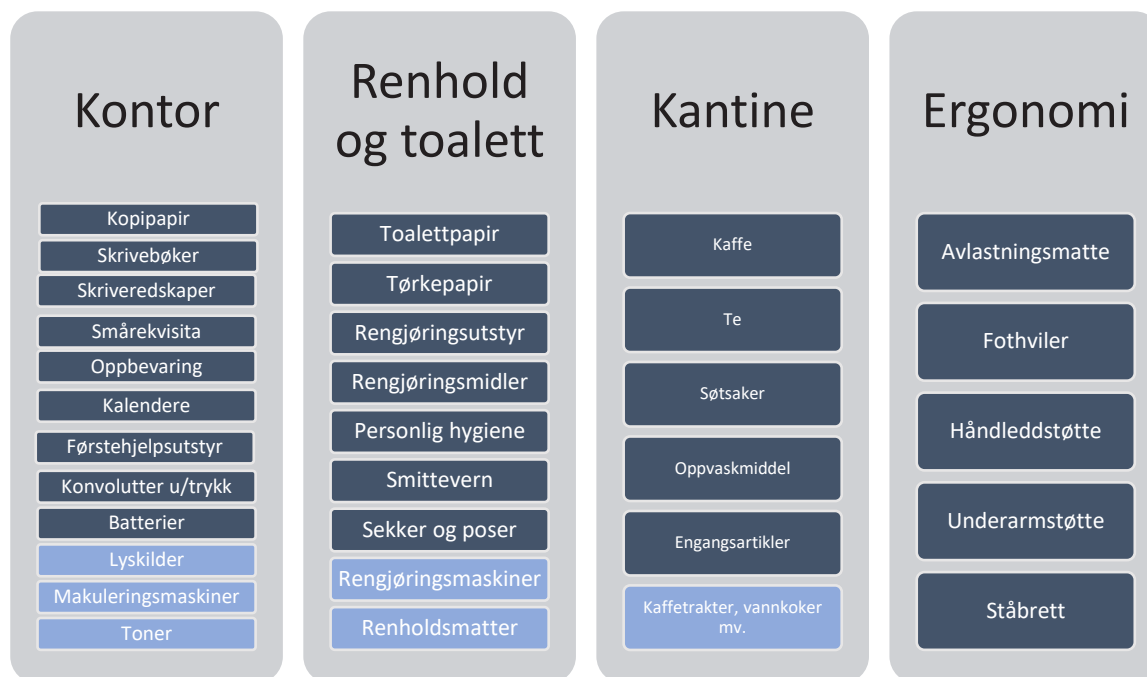 Kontor
Kopipapir
Skrivebøker
Skriveredskaper
Smårekvisita
Oppbevaring
Kalendere
Førstehjelpsutstyr
Konvolutter u/trykk
Batterier
Lyskilder
Makuleringsmaskiner
Toner
Renhold
og toalett
Toalettpapir
Tørkepapir
Rengjøringsutstyr
Rengjøringsmidler
Personlig hygiene
Smittevern
Sekker og poser
Rengjøringsmaskiner
Renholdsmatter
Kantine
Kaffe
Te
Søtsaker
Oppvaskmiddel
Engangsartikler
Kaffetrakter, vannkoker
mv.
Ergonomi
Avlastningsmatte
Fothviler
Håndleddstøtte
Underarmstøtte
Ståbrett